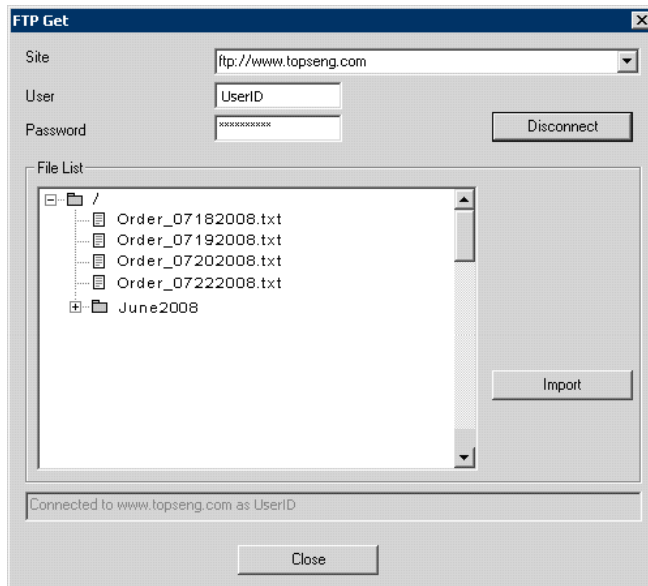 FTP Get
Site
ftp://www.topseng.com
User
UserID
Password
**********
Disconnect
File List
/
Order_07182008.txt
Order_07192008.txt
Order_07202008.txt
Order_07222008.txt
June2008
Import
Connected to www.topseng.com as UserID
Close